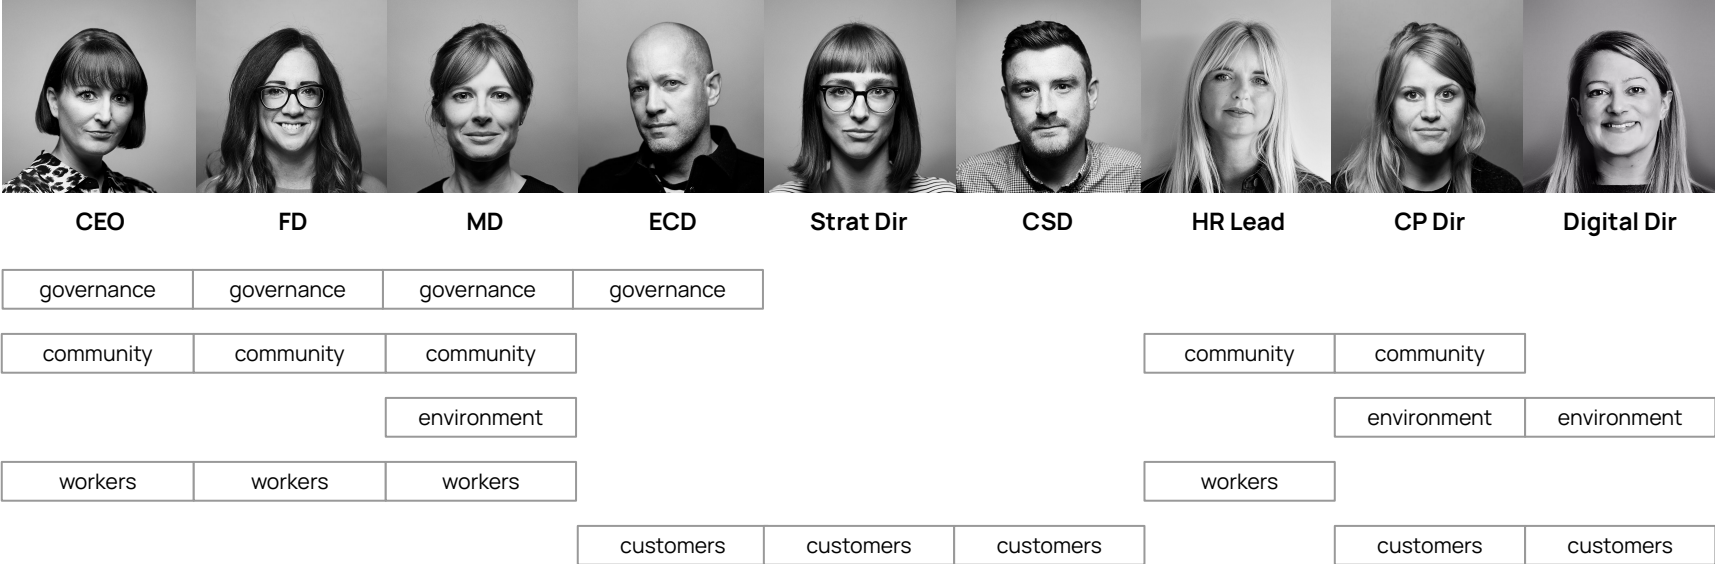 CEO FD MD ECD Strat Dir CSD HR Lead CP Dir Digital Dir
governance governance governance governance
community community community community community
environment environment environment
workers workers workers workers
customers customers customers customers customers